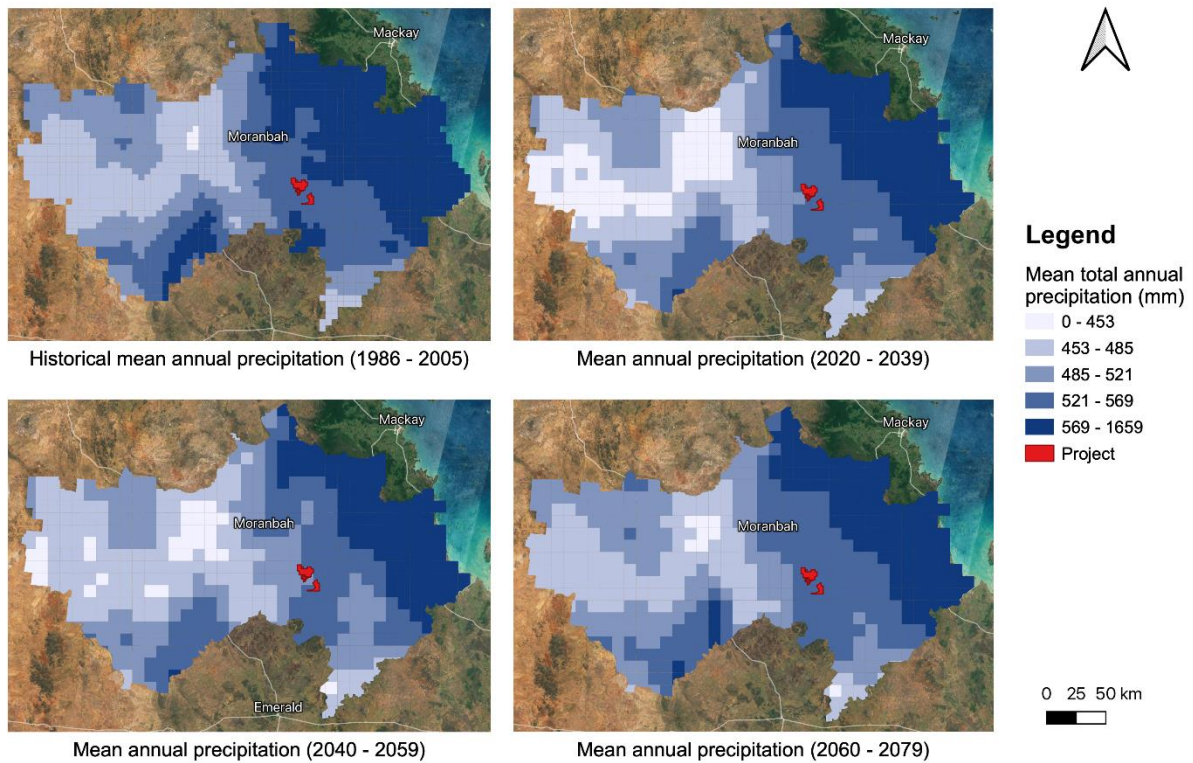 Mackay
Moranbah
Historical mean annual precipitation (1986 - 2005)
Mackay
Moranbah
Mean annual precipitation (2020 - 2039)
Mackay
Moranbah
Emerald
Mean annual precipitation (2040 - 2059)
Mackay
Moranbah
Mean annual precipitation (2060 - 2079)
Legend
Mean total annual
precipitation (mm)
0 - 453
453 - 485
485 - 521
521 - 569
569 - 1659
Project
0 25 50 km